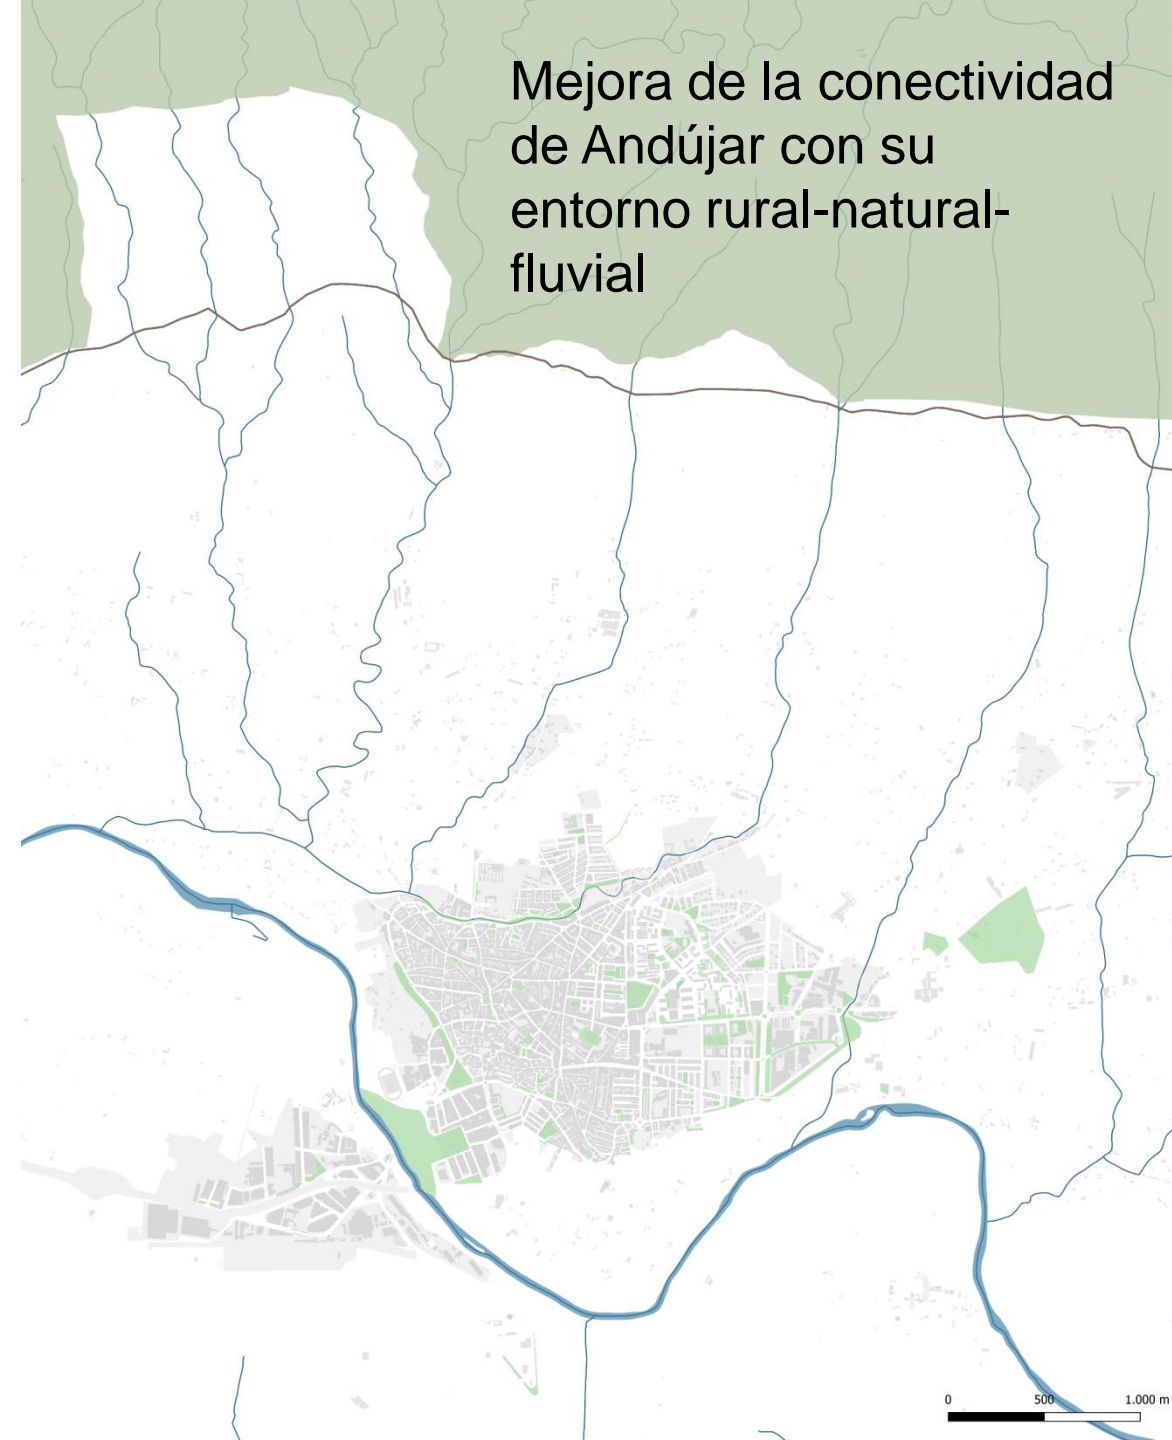 Mejora de la conectividad
de Andújar con su
entorno rural-natural-
fluvial
0 500 1.000 m